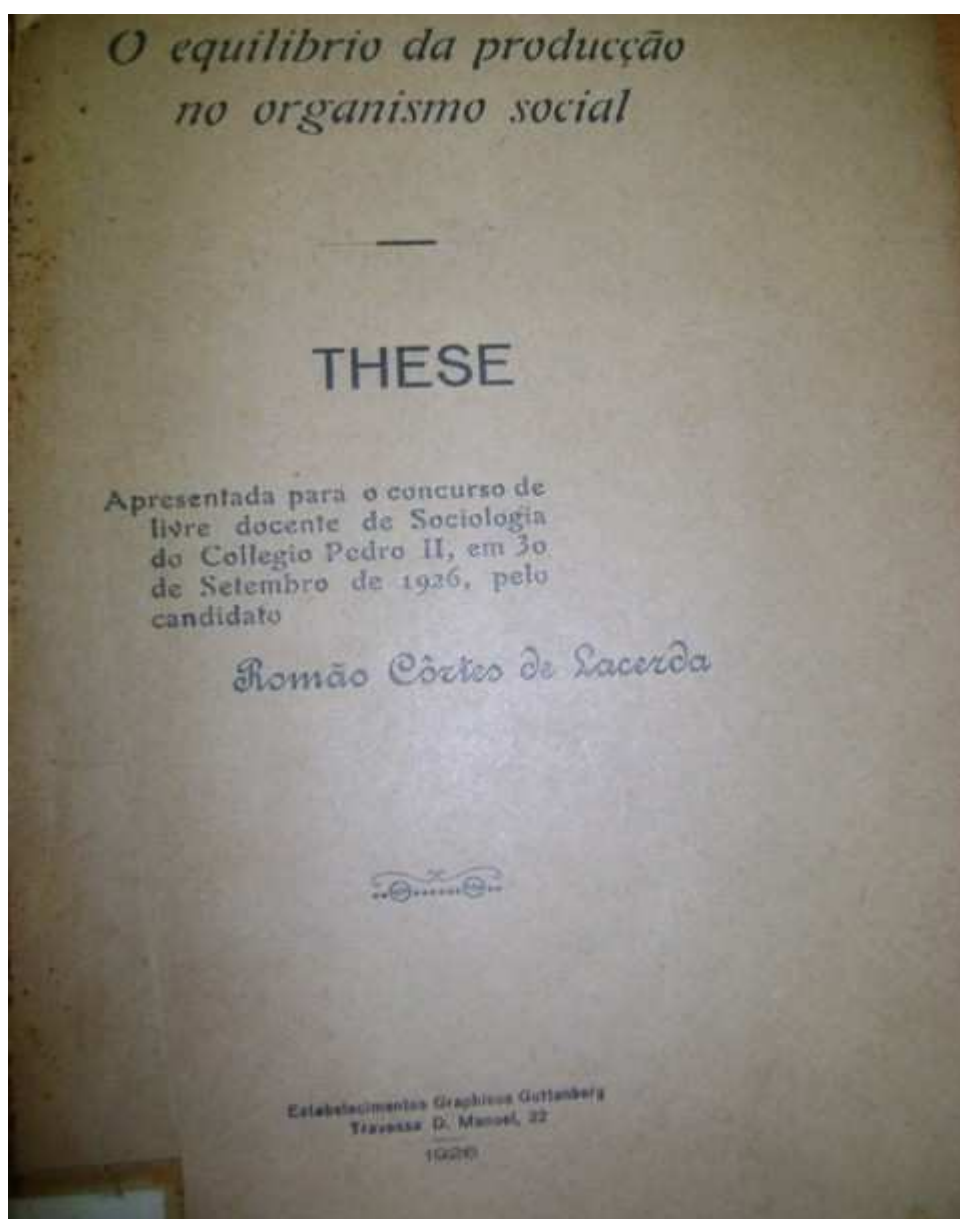 O equilibrio da producção
no organismo social
THESE
Apresentada para o concurso de
livre docente de Sociologia
do Collegio Pedro II, em 30
de Setembro de 1926, pelo
candidato
Romão Côrtes de Lacerda
Estabelecimentos Graphicos Guttenberg
Travessa D. Manoel, 22
1926